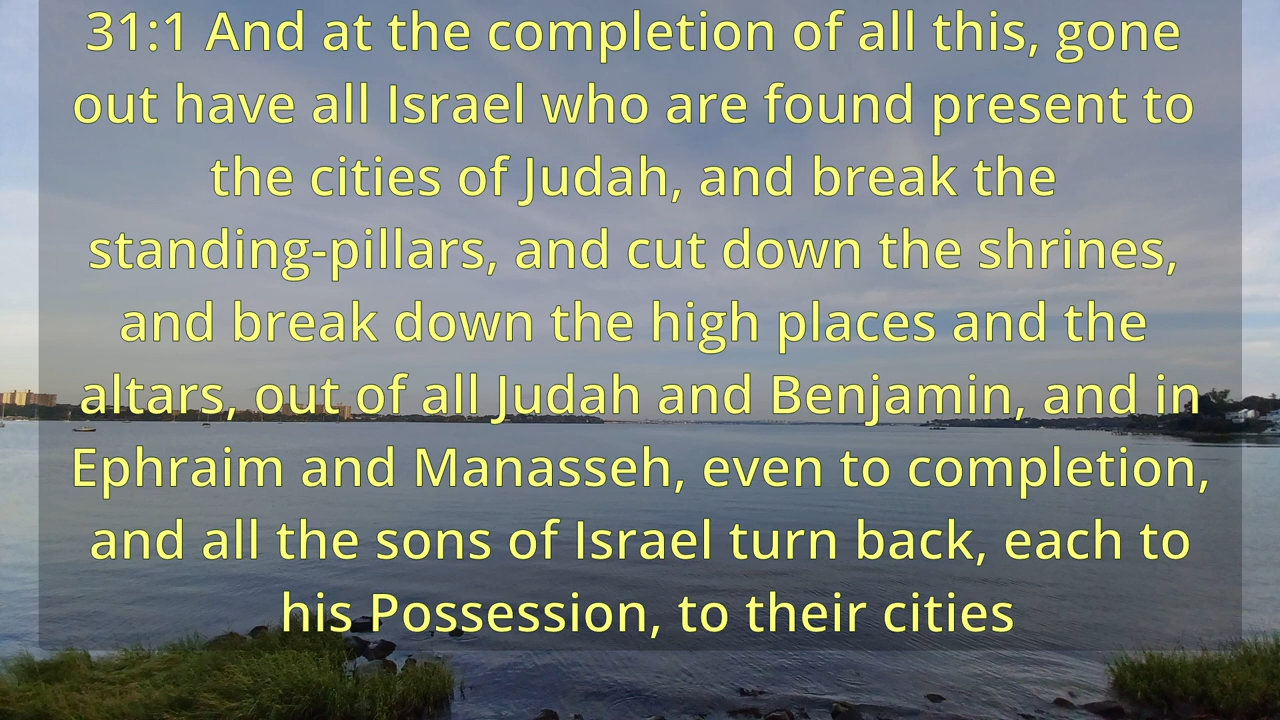 31:1 And at the completion of all this, gone
out have all Israel who are found present to
the cities of Judah, and break the
standing-pillars, and cut down the shrines,
and break down the high places and the
altars, out of all Judah and Benjamin, and in
Ephraim and Manasseh, even to completion,
and all the sons of Israel turn back, each to
his Possession, to their cities